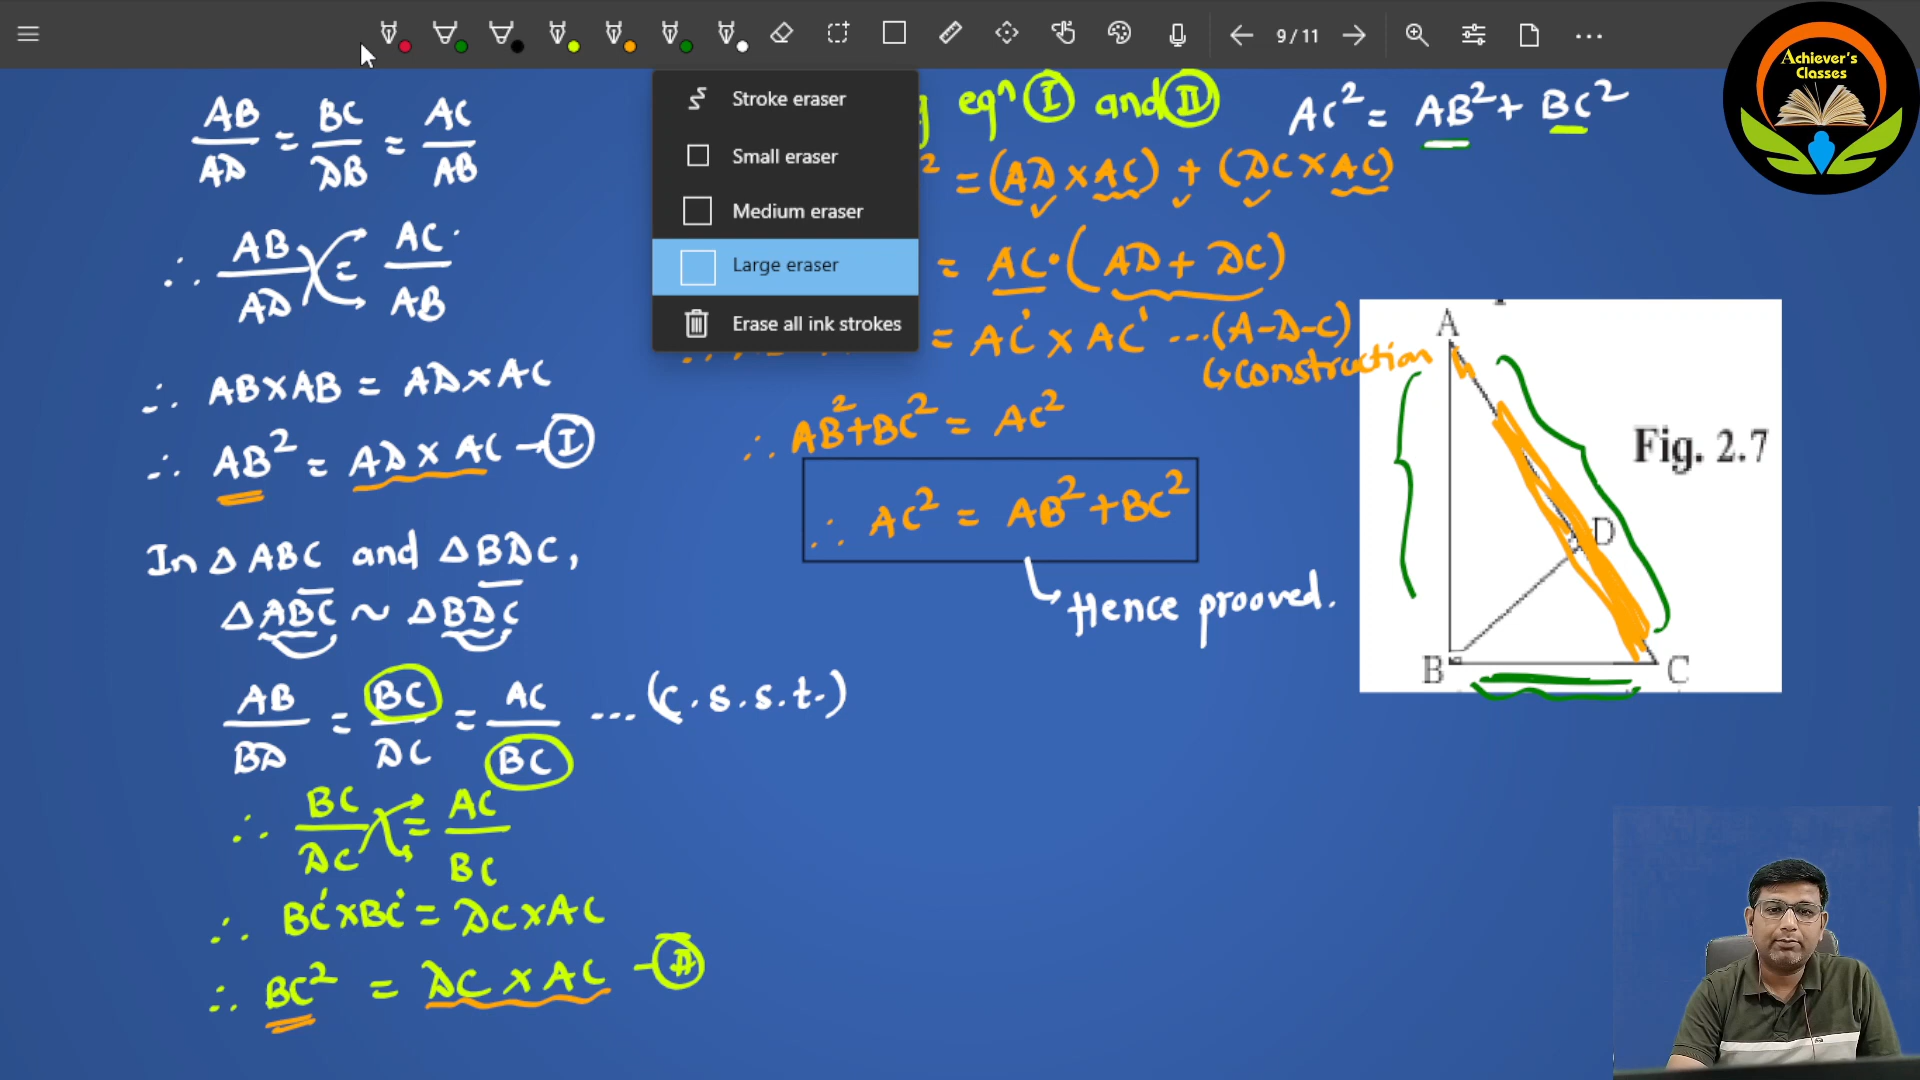 9 / 11
Achiever's
Classes
Stroke eraser
Small eraser
Medium eraser
Large eraser
Erase all ink strokes
AB/AD = BC/DB = AC/AB
∴ AB/AD = AC/AB
∴ AB×AB = AD×AC
∴ AB² = AD × AC - Ⅰ
In △ ABC and △ BDC,
△ ABC ~ △ BDC
AB/BD = BC/DC = AC/BC ... (c.s.s.t.)
∴ BC/DC = AC/BC
∴ BC×BC = DC×AC
∴ BC² = DC × AC - Ⅱ
eqⁿ Ⅰ and Ⅱ
² = (AD × AC) + (DC × AC)
= AC·(AD + DC)
= AC × AC ... (A-D-C)
↳ construction
∴ AB² + BC² = AC²
∴ AC² = AB² + BC²
Hence prooved.
AC² = AB² + BC²
A
Fig. 2.7
D
B
C